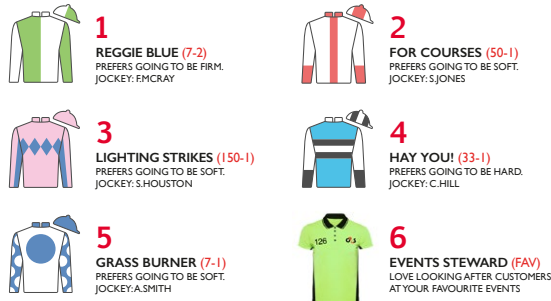 1
REGGIE BLUE (7-2)
PREFERS GOING TO BE FIRM.
JOCKEY: F.MCRAY
2
FOR COURSES (50-1)
PREFERS GOING TO BE SOFT.
JOCKEY: S.JONES
3
LIGHTING STRIKES (150-1)
PREFERS GOING TO BE SOFT.
JOCKEY: S.HOUSTON
4
HAY YOU! (33-1)
PREFERS GOING TO BE HARD.
JOCKEY: C.HILL
5
GRASS BURNER (7-1)
PREFERS GOING TO BE SOFT.
JOCKEY: A.SMITH
126
G4S
6
EVENTS STEWARD (FAV)
LOVE LOOKING AFTER CUSTOMERS
AT YOUR FAVOURITE EVENTS